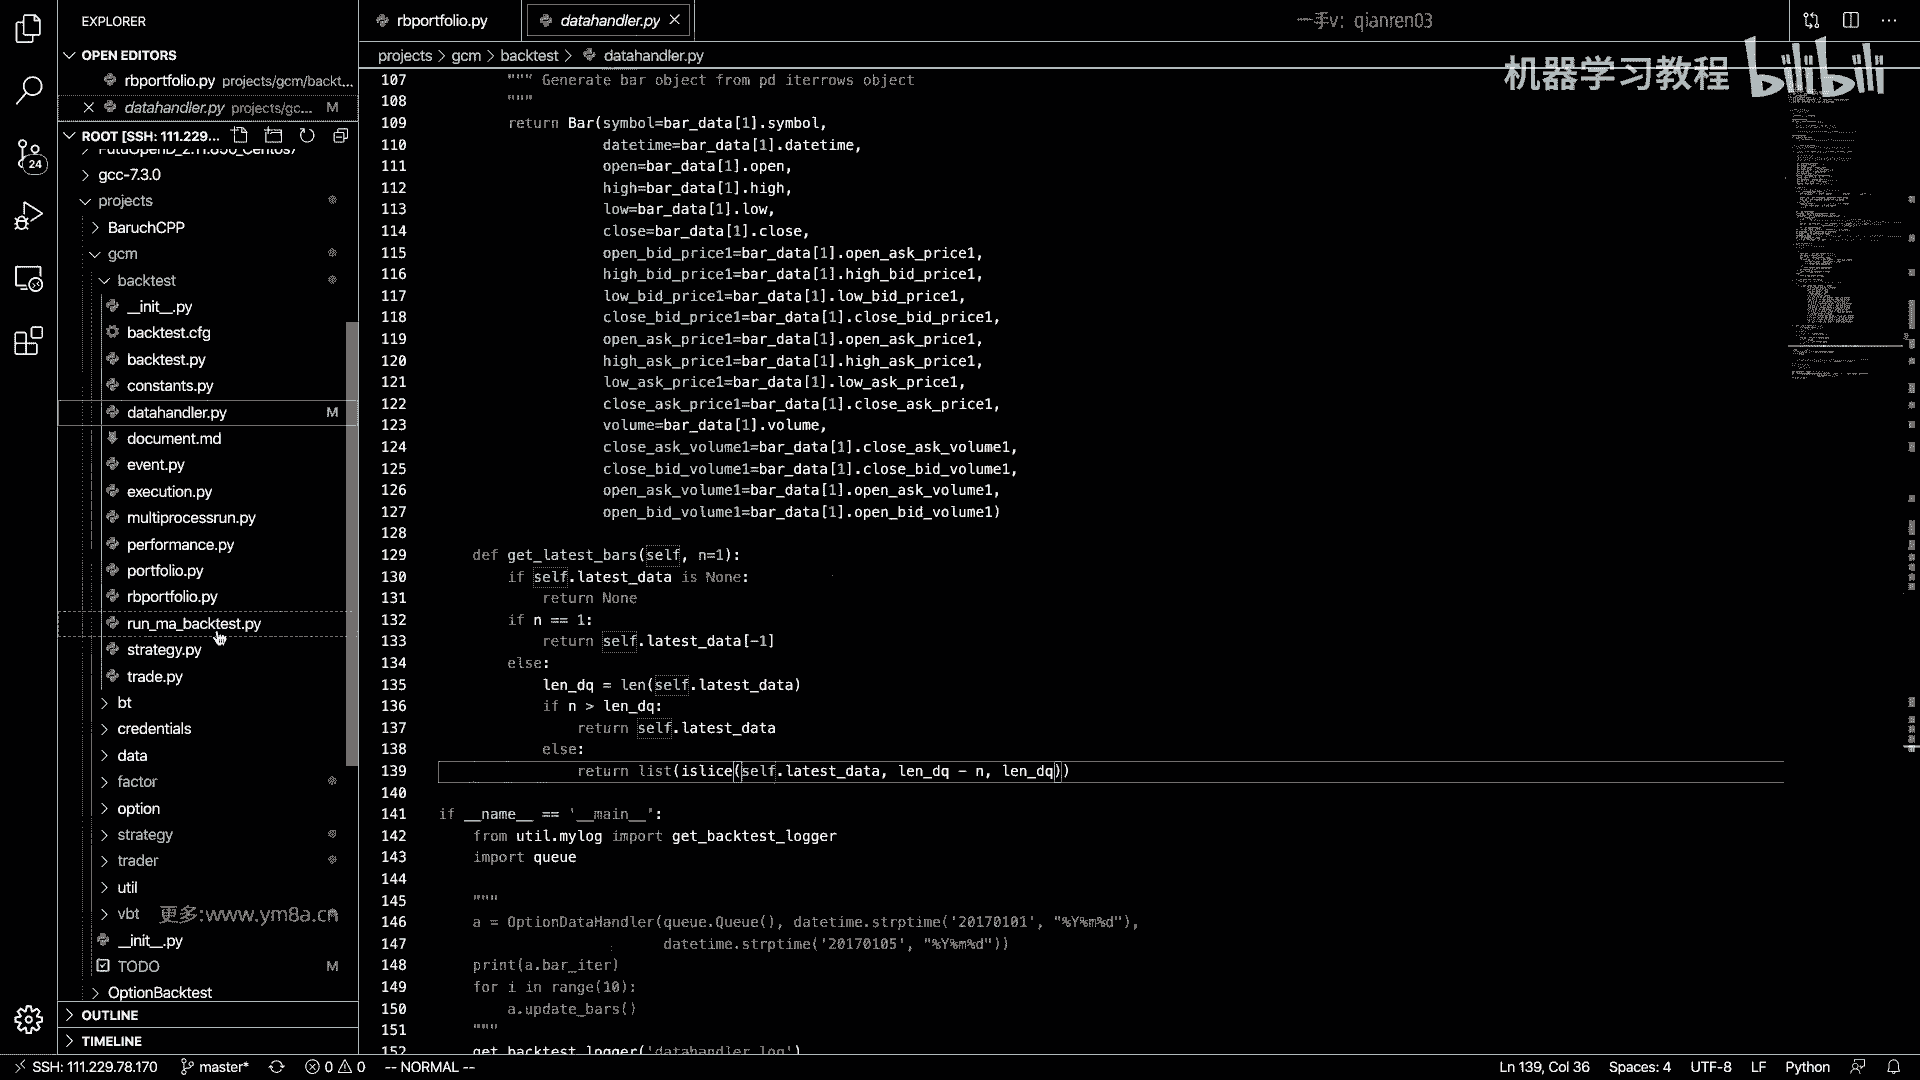 EXPLORER
OPEN EDITORS
rbportfolio.py projects/gcm/backt...
datahandler.py projects/gc... M
ROOT [SSH: 111.229...
FutuOpenD_2.11.850_Centos7
gcc-7.3.0
projects
BaruchCPP
gcm
backtest
__init__.py
backtest.cfg
backtest.py
constants.py
datahandler.py M
document.md
event.py
execution.py
multiprocessrun.py
performance.py
portfolio.py
rbportfolio.py
run_ma_backtest.py
strategy.py
trade.py
bt
credentials
data
factor
option
strategy
trader
util
vbt
更多:www.ym8a.cn
__init__.py
TODO M
OptionBacktest
OUTLINE
TIMELINE
24
rbportfolio.py
datahandler.py
一手v: qianren03
机器学习教程 bilibili
projects > gcm > backtest > datahandler.py
107 """ Generate bar object from pd iterrows object
108 """
109 return Bar(symbol=bar_data[1].symbol,
110 datetime=bar_data[1].datetime,
111 open=bar_data[1].open,
112 high=bar_data[1].high,
113 low=bar_data[1].low,
114 close=bar_data[1].close,
115 open_bid_price1=bar_data[1].open_ask_price1,
116 high_bid_price1=bar_data[1].high_bid_price1,
117 low_bid_price1=bar_data[1].low_bid_price1,
118 close_bid_price1=bar_data[1].close_bid_price1,
119 open_ask_price1=bar_data[1].open_ask_price1,
120 high_ask_price1=bar_data[1].high_ask_price1,
121 low_ask_price1=bar_data[1].low_ask_price1,
122 close_ask_price1=bar_data[1].close_ask_price1,
123 volume=bar_data[1].volume,
124 close_ask_volume1=bar_data[1].close_ask_volume1,
125 close_bid_volume1=bar_data[1].close_bid_volume1,
126 open_ask_volume1=bar_data[1].open_ask_volume1,
127 open_bid_volume1=bar_data[1].open_bid_volume1)
128
129 def get_latest_bars(self, n=1):
130 if self.latest_data is None:
131 return None
132 if n == 1:
133 return self.latest_data[-1]
134 else:
135 len_dq = len(self.latest_data)
136 if n > len_dq:
137 return self.latest_data
138 else:
139 return list(islice(self.latest_data, len_dq - n, len_dq))
140
141 if __name__ == '__main__':
142 from util.mylog import get_backtest_logger
143 import queue
144
145 """
146 a = OptionDataHandler(queue.Queue(), datetime.strptime('20170101', "%Y%m%d"),
147 datetime.strptime('20170105', "%Y%m%d"))
148 print(a.bar_iter)
149 for i in range(10):
150 a.update_bars()
151 """
152 get_backtest_logger('datahandler.log')
SSH: 111.229.78.170 master* 0 0 -- NORMAL -- Ln 139, Col 36 Spaces: 4 UTF-8 LF Python